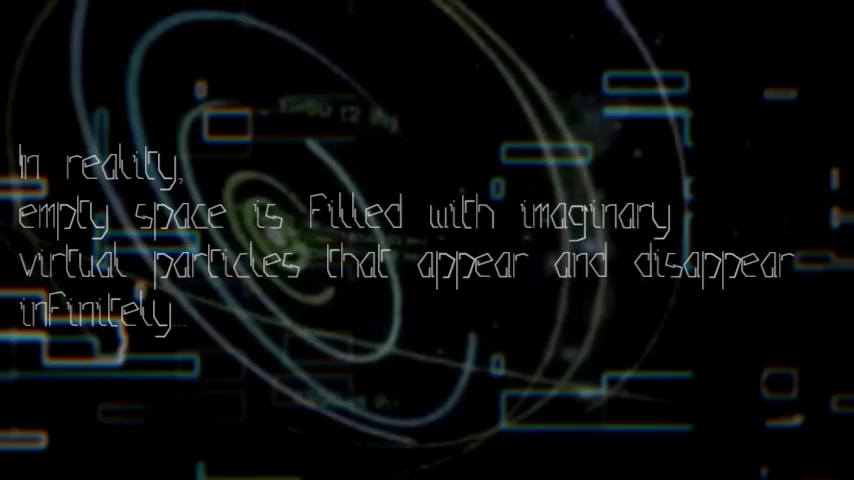 In reality,
empty space is filled with imaginary
virtual particles that appear and disappear
infinitely...